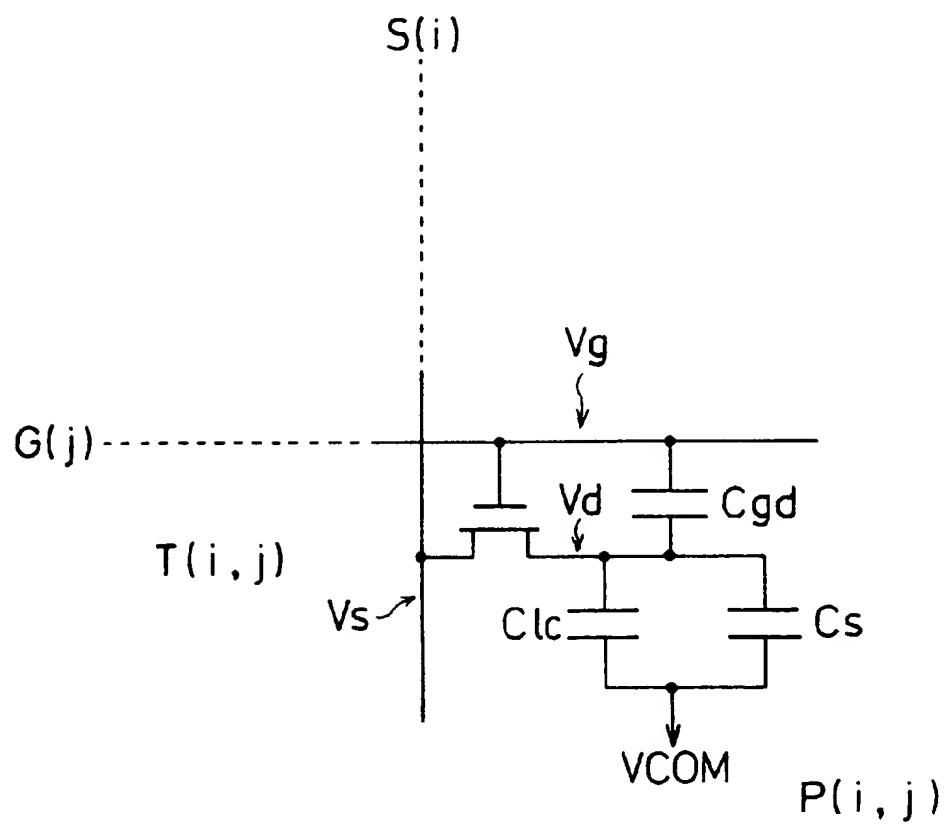 S(i)
Vg
G(j)
Vd
Cgd
T(i,j)
Vs
Clc
Cs
VCOM
P(i,j)